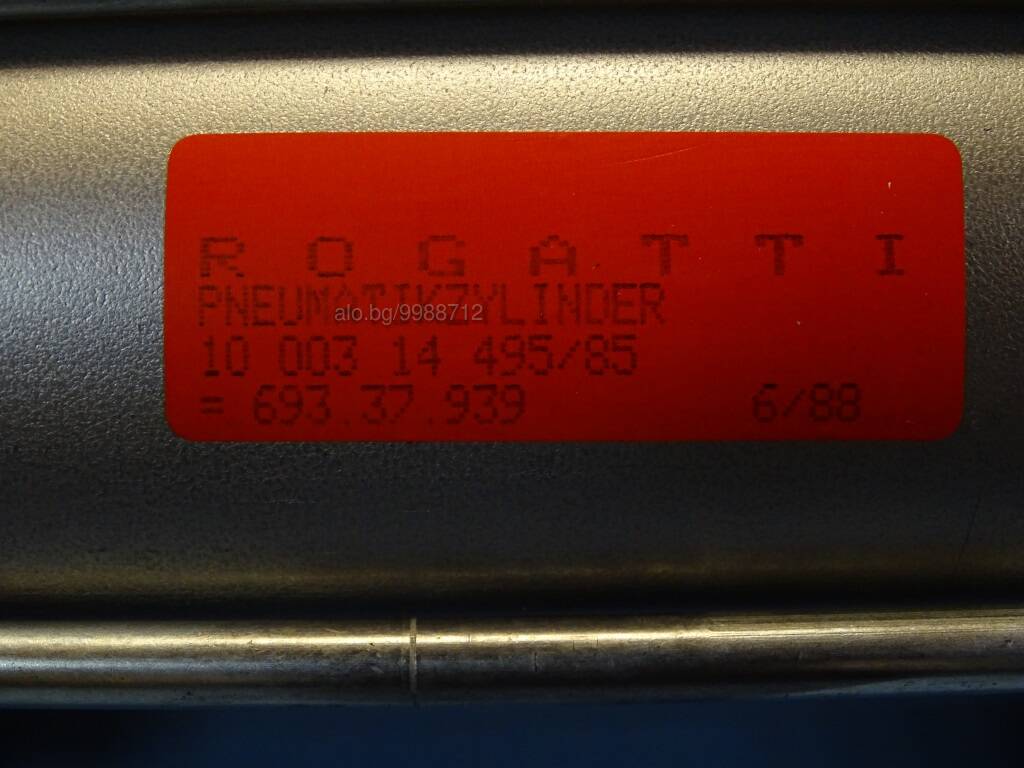 R O G A T T I
PNEUMATIKZYLINDER
alo.bg/9988712
10 003 14 495/85
= 693.37.939 6/88